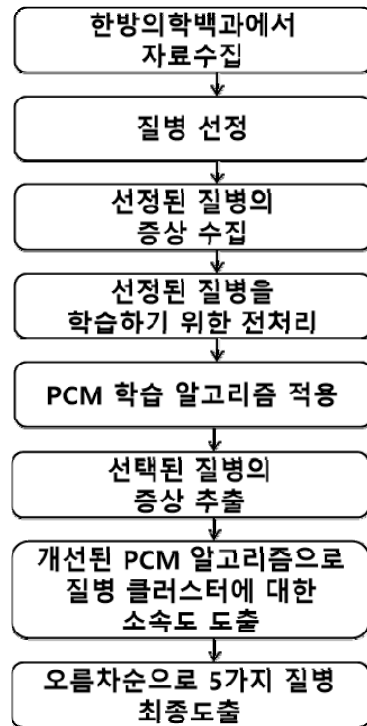 한방의학백과에서
자료수집
질병 선정
선정된 질병의
증상 수집
선정된 질병을
학습하기 위한 전처리
PCM 학습 알고리즘 적용
선택된 질병의
증상 추출
개선된 PCM 알고리즘으로
질병 클러스터에 대한
소속도 도출
오름차순으로 5가지 질병
최종도출